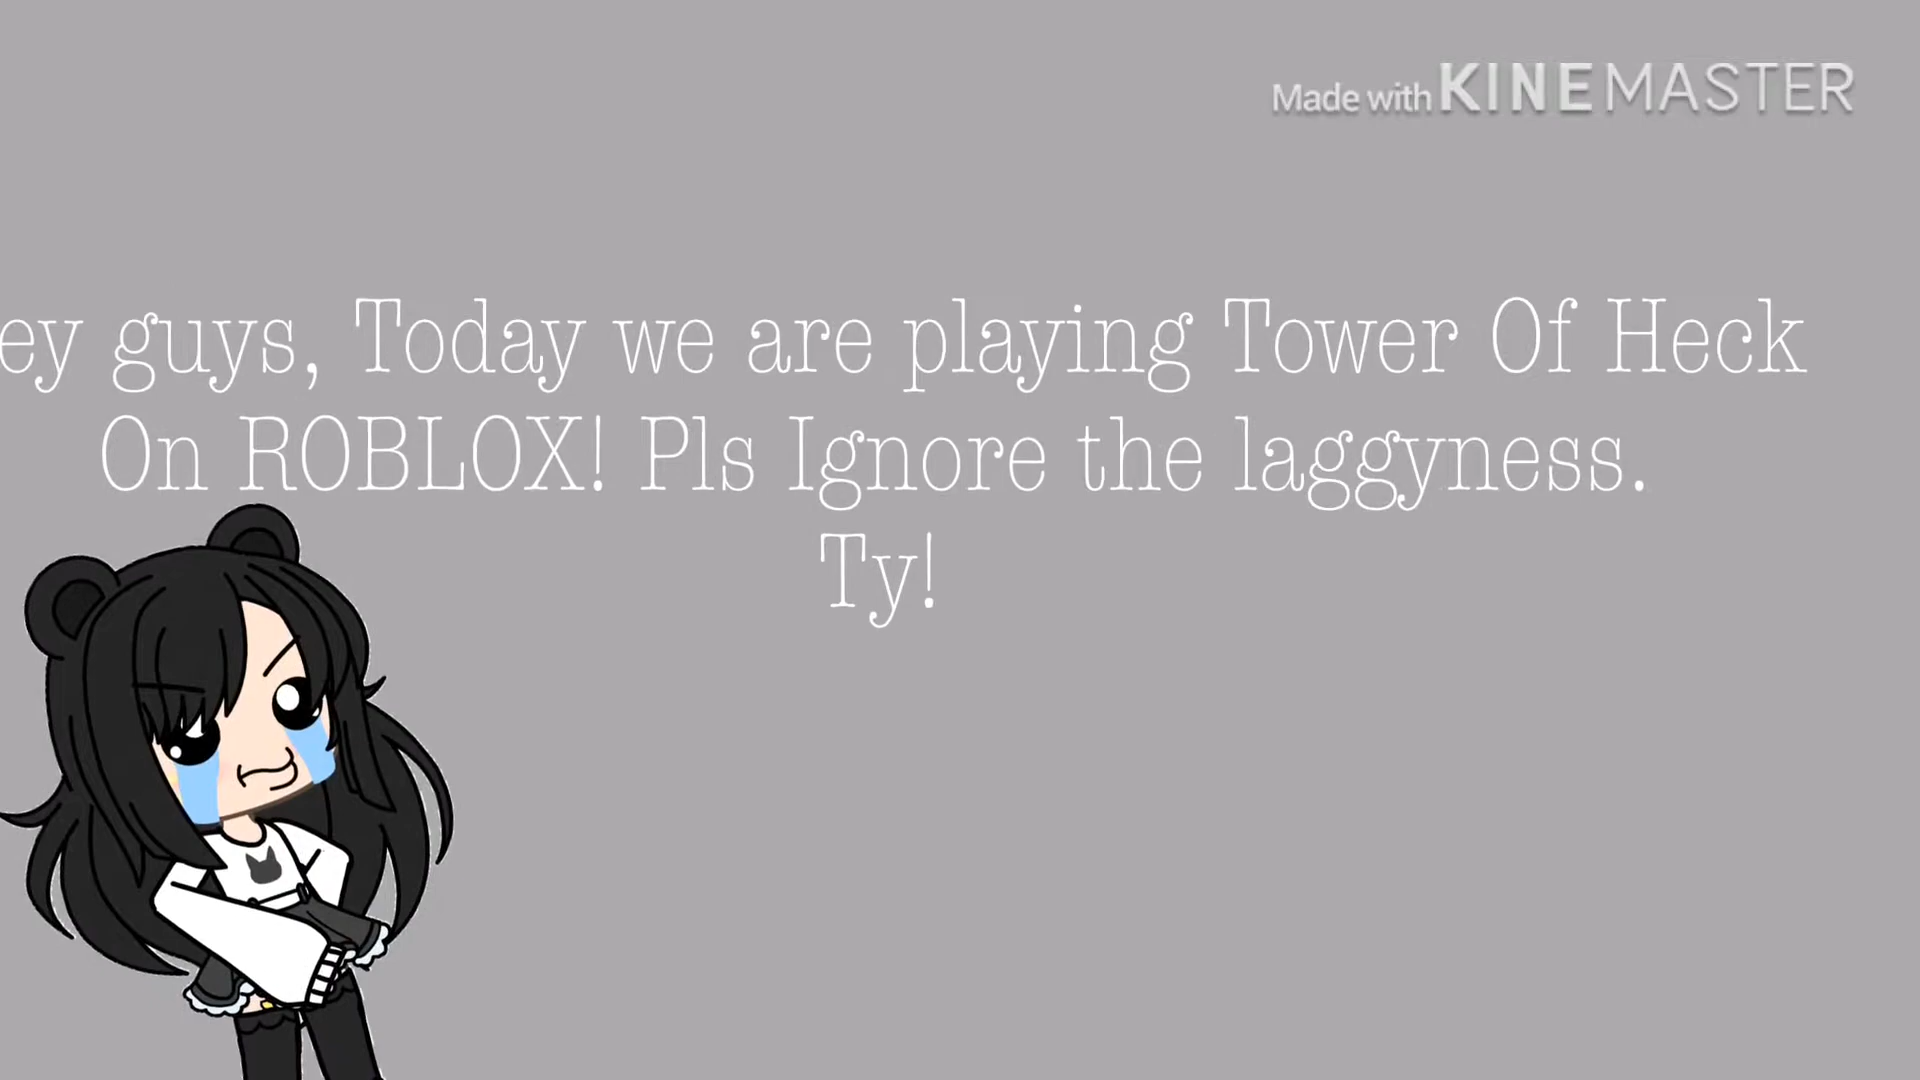 Made with KINEMASTER
ey guys, Today we are playing Tower Of Heck
On ROBLOX! Pls Ignore the laggyness.
Ty!